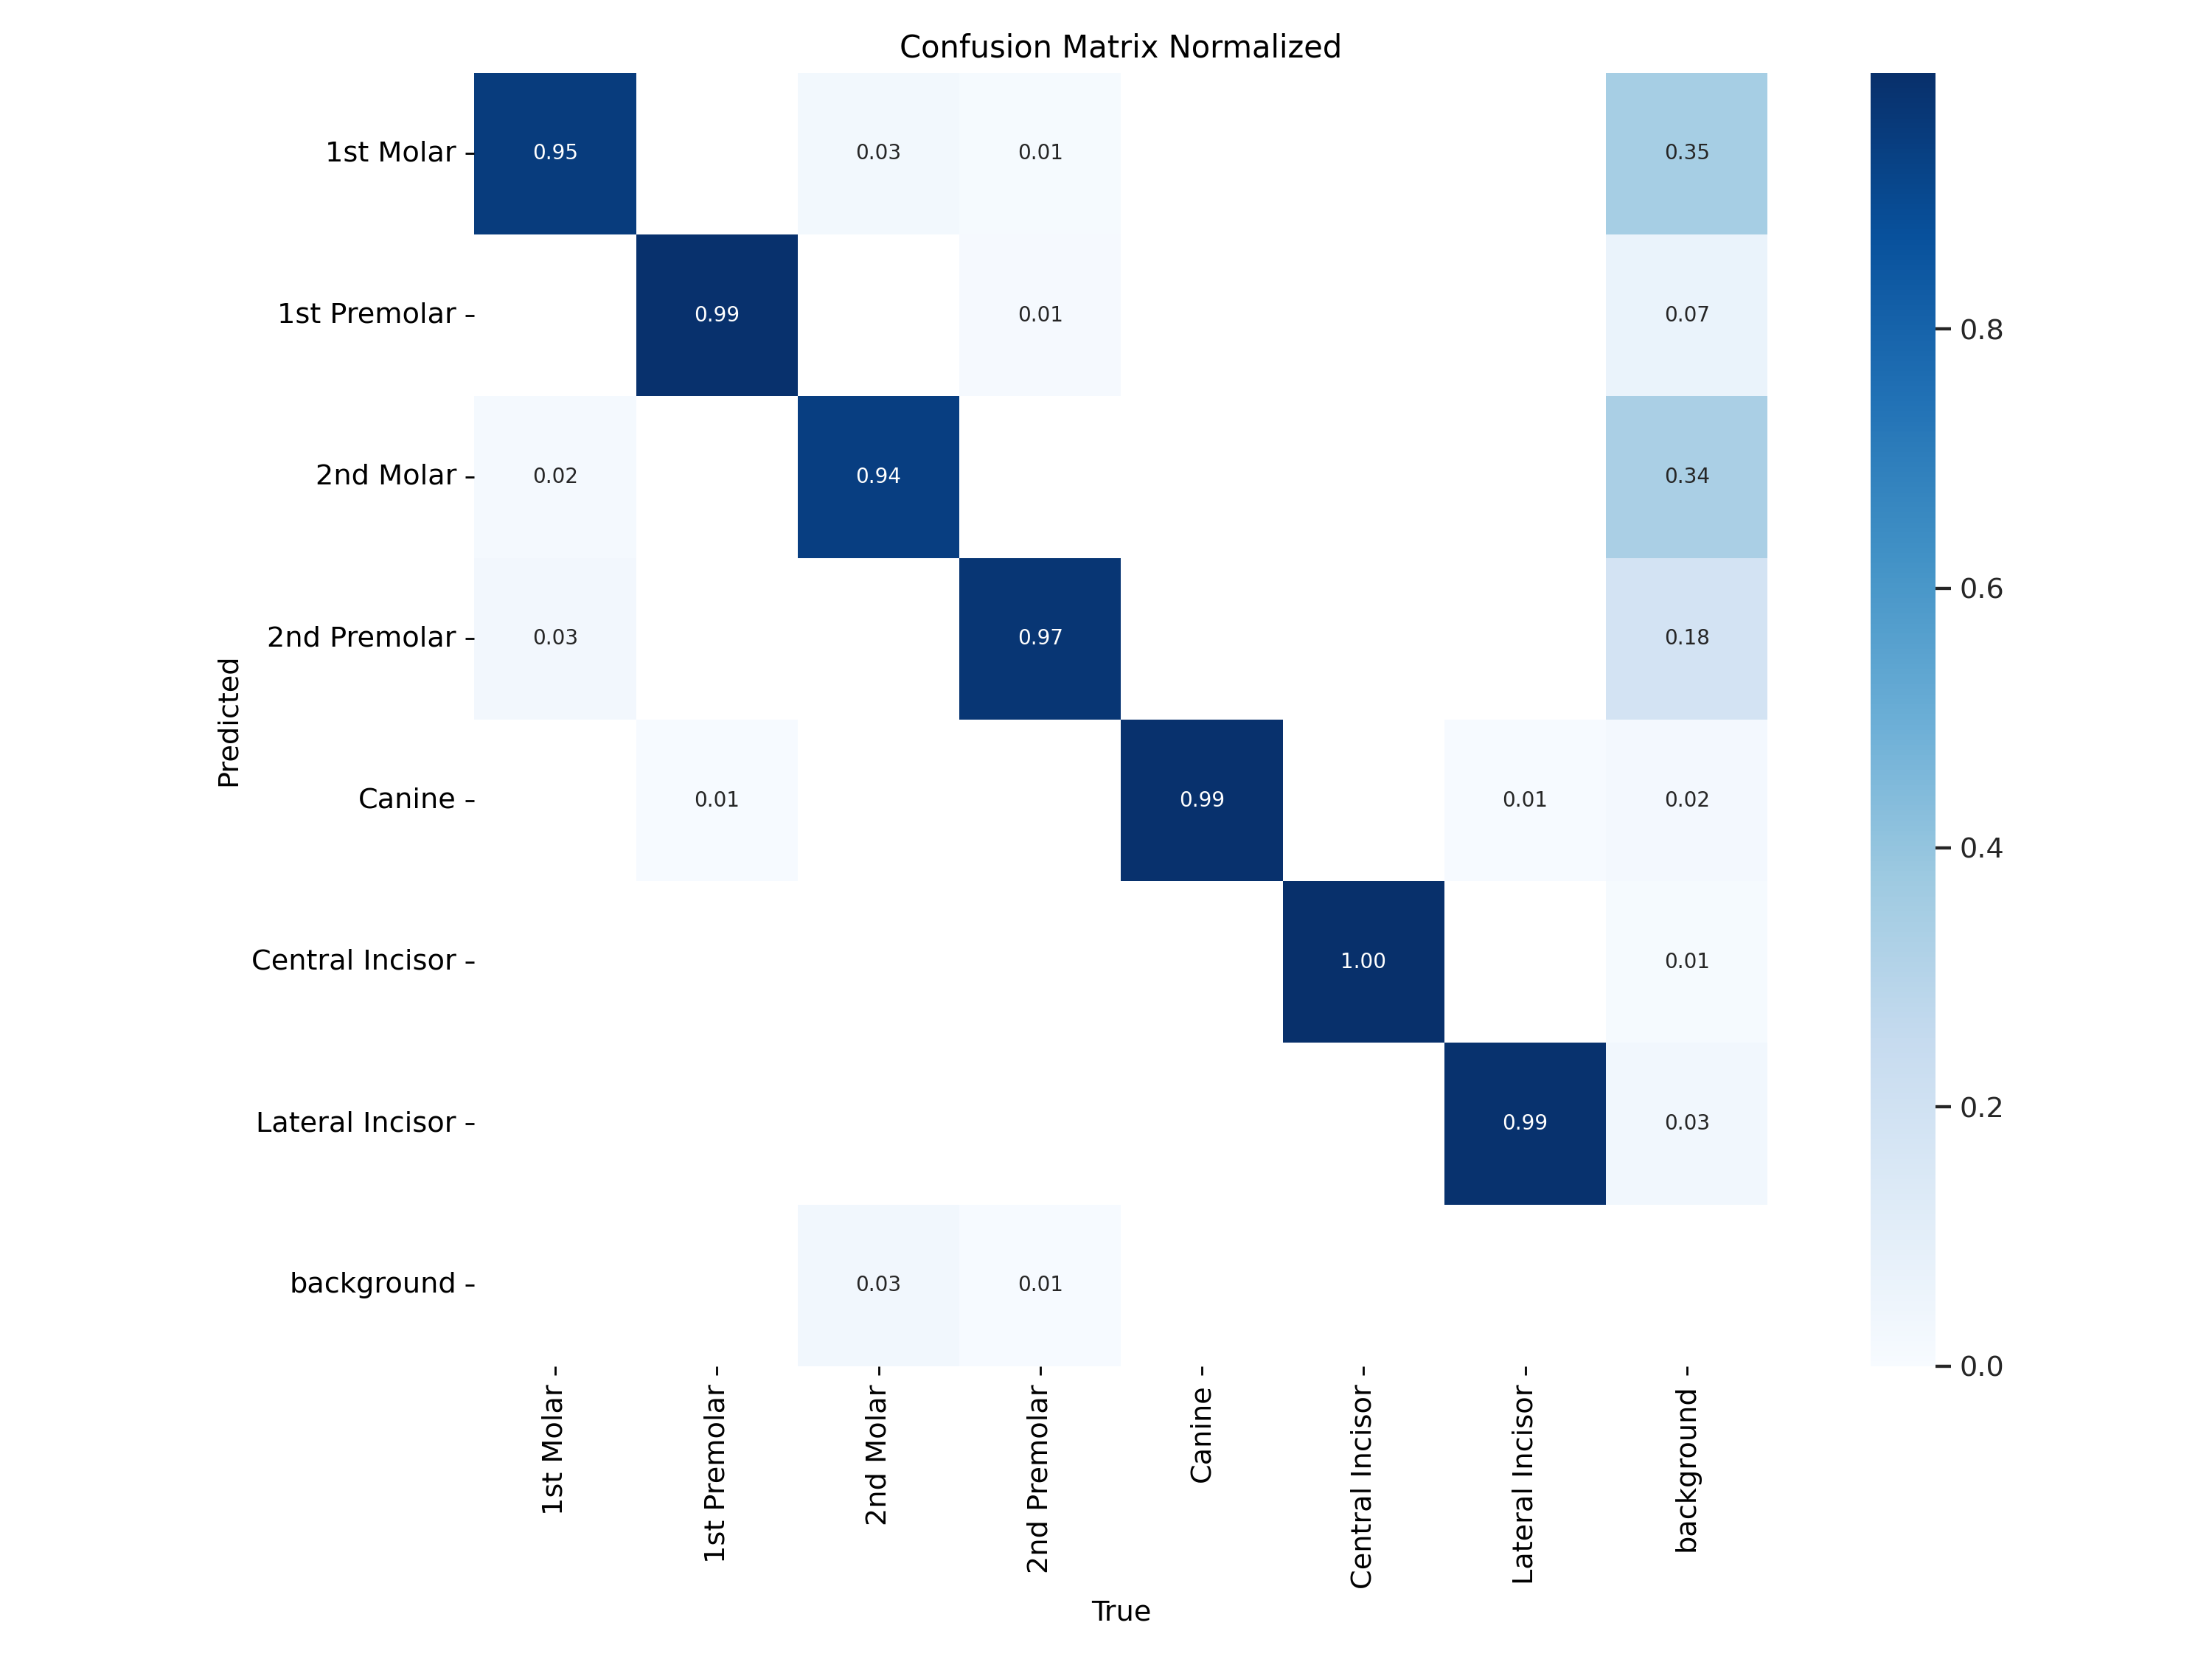 Confusion Matrix Normalized
1st Molar 0.95 0.03 0.01 0.35
1st Premolar 0.99 0.01 0.07
0.8
2nd Molar 0.02 0.94 0.34
0.6
2nd Premolar 0.03 0.97 0.18
Predicted
Canine 0.01 0.99 0.01 0.02
0.4
Central Incisor 1.00 0.01
0.2
Lateral Incisor 0.99 0.03
background 0.03 0.01
0.0
1st Molar
1st Premolar
2nd Molar
2nd Premolar
Canine
Central Incisor
Lateral Incisor
background
True